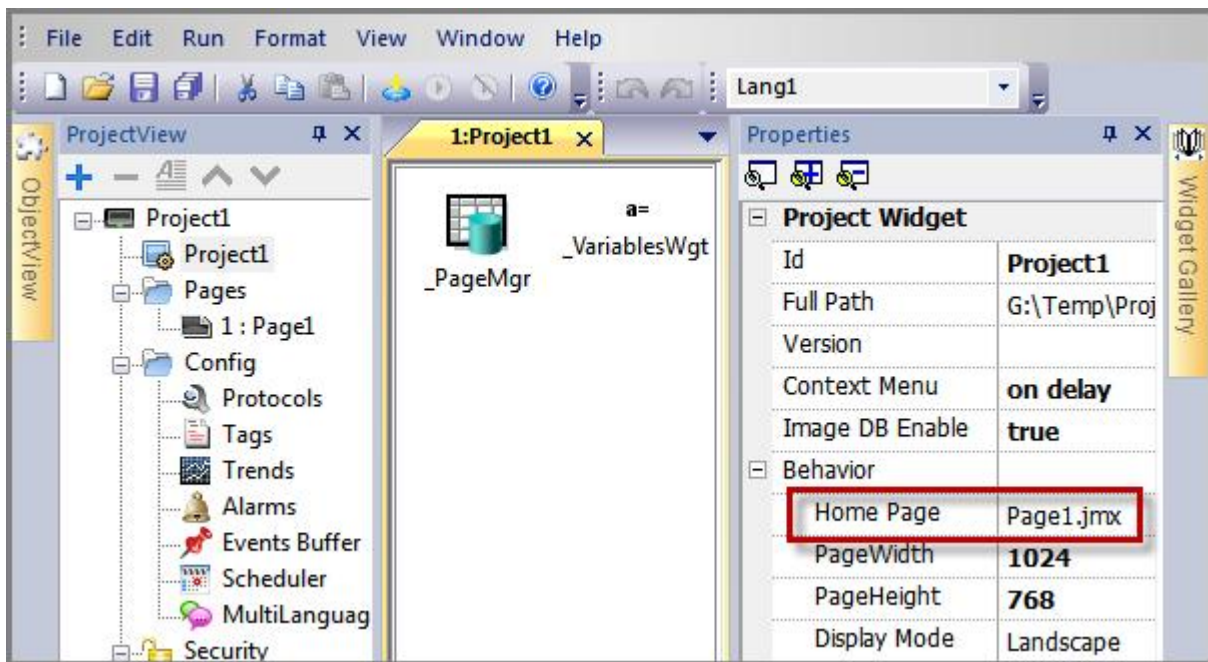 File Edit Run Format View Window Help
Lang1
ObjectView
ProjectView
Project1
Project1
Pages
1 : Page1
Config
Protocols
Tags
Trends
Alarms
Events Buffer
Scheduler
MultiLanguag
Security
1:Project1
_PageMgr
a=
_VariablesWgt
Properties
Project Widget
Id Project1
Full Path G:\Temp\Proj
Version
Context Menu on delay
Image DB Enable true
Behavior
Home Page Page1.jmx
PageWidth 1024
PageHeight 768
Display Mode Landscape
Widget Gallery